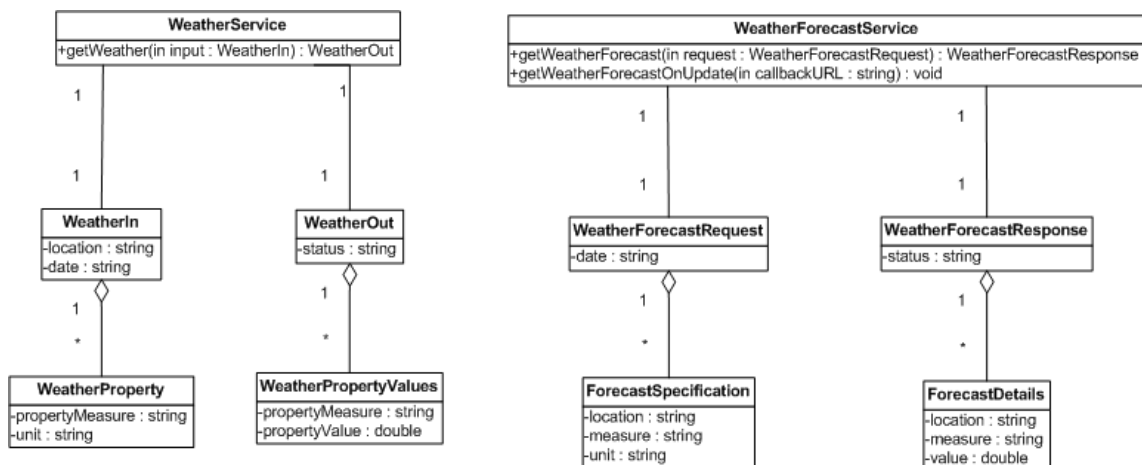 WeatherService
+getWeather(in input : WeatherIn) : WeatherOut
1
1
1
1
WeatherIn
-location : string
-date : string
WeatherOut
-status : string
1
*
1
*
WeatherProperty
-propertyMeasure : string
-unit : string
WeatherPropertyValues
-propertyMeasure : string
-propertyValue : double
WeatherForecastService
+getWeatherForecast(in request : WeatherForecastRequest) : WeatherForecastResponse
+getWeatherForecastOnUpdate(in callbackURL : string) : void
1
1
1
1
WeatherForecastRequest
-date : string
WeatherForecastResponse
-status : string
1
*
1
*
ForecastSpecification
-location : string
-measure : string
-unit : string
ForecastDetails
-location : string
-measure : string
-value : double